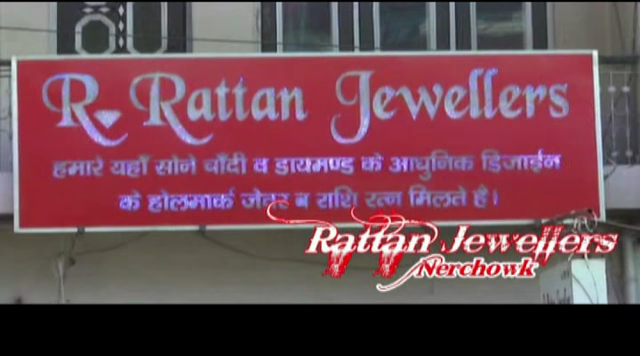 R. Rattan Jewellers
हमारे यहाँ सोने चाँदी व डायमण्ड के आधुनिक डिजाईन
के होलमार्क जेवर व राशि रत्न मिलते है।
Rattan Jewellers
Nerchowk